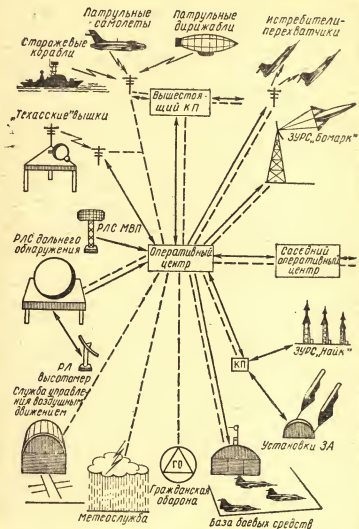 Патрульные
самолеты
Патрульные
дирижабли
Истребители-
перехватчики
Сторожевые
корабли
Вышестоя-
щий КП
„Техасские" вышки
ЗУРС „Бомарк"
РЛС МВП
РЛС дальнего
обнаружения
Оперативный
центр
Соседний
оперативный
центр
РЛ
высотомер
КП
ЗУРС „Найк"
Служба управле-
ния воздушным
движением
Установки ЗА
ГО
Метеослужба
Гражданская
оборона
База боевых средств